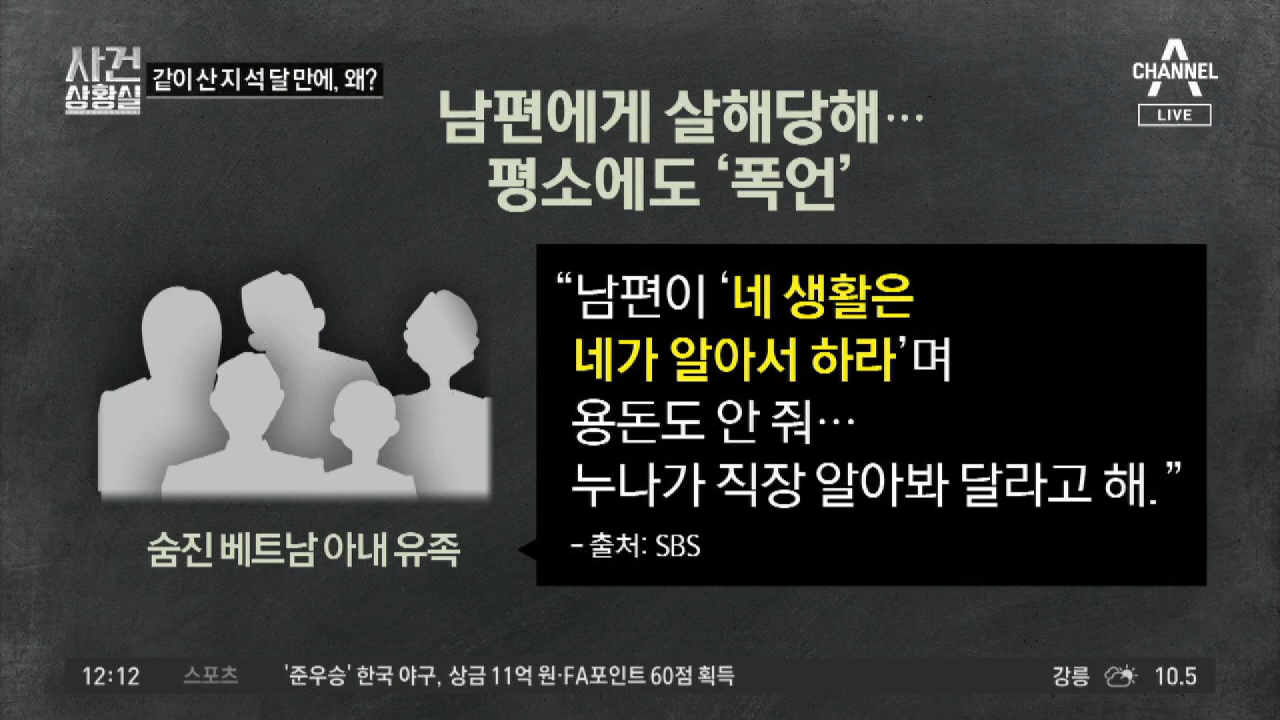 사건
상황실
같이 산 지 석 달 만에, 왜?
CHANNEL A
LIVE
남편에게 살해당해…
평소에도 ‘폭언’
“남편이 ‘네 생활은
네가 알아서 하라’며
용돈도 안 줘…
누나가 직장 알아봐 달라고 해.”
– 출처: SBS
숨진 베트남 아내 유족
12:12 스포츠 '준우승' 한국 야구, 상금 11억 원·FA포인트 60점 획득 강릉 10.5